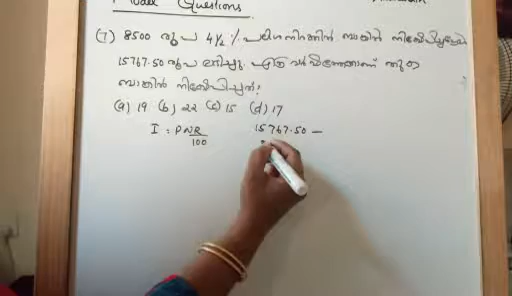 Model Questions
(7) 8500 രൂപ 4½ % പലിശനിരക്കിൽ ബാങ്കിൽ നിക്ഷേപിച്ചപ്പോൾ
15767.50 രൂപ ലഭിച്ചു. എത്ര വർഷത്തേക്കാണ് തുക
ബാങ്കിൽ നിക്ഷേപിച്ചത്?
(a) 19 (b) 22 (c) 15 (d) 17
I = PNR 15767.50 —
100